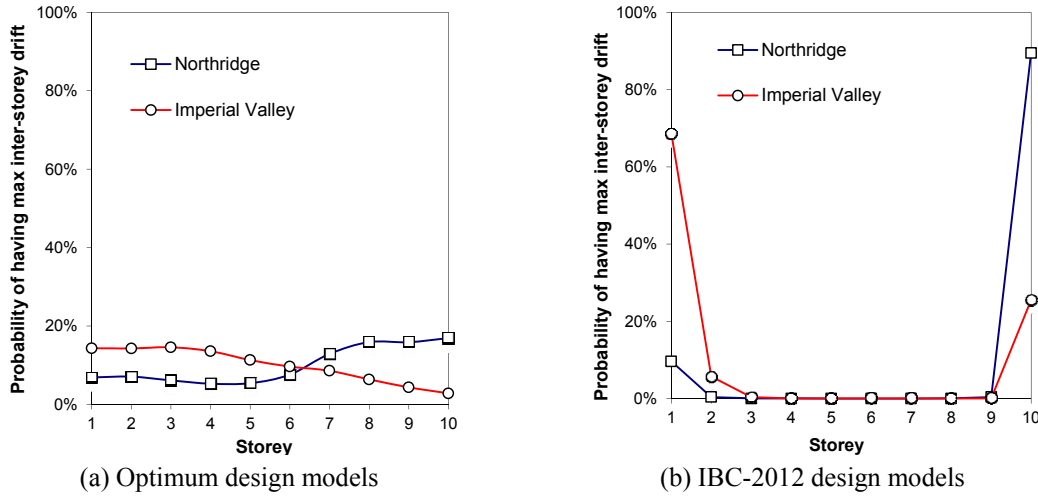 Probability of having max inter-storey drift
100%
80%
60%
40%
20%
0%
Northridge
Imperial Valley
1 2 3 4 5 6 7 8 9 10
Storey
(a) Optimum design models
Probability of having max inter-storey drift
100%
80%
60%
40%
20%
0%
Northridge
Imperial Valley
1 2 3 4 5 6 7 8 9 10
Storey
(b) IBC-2012 design models